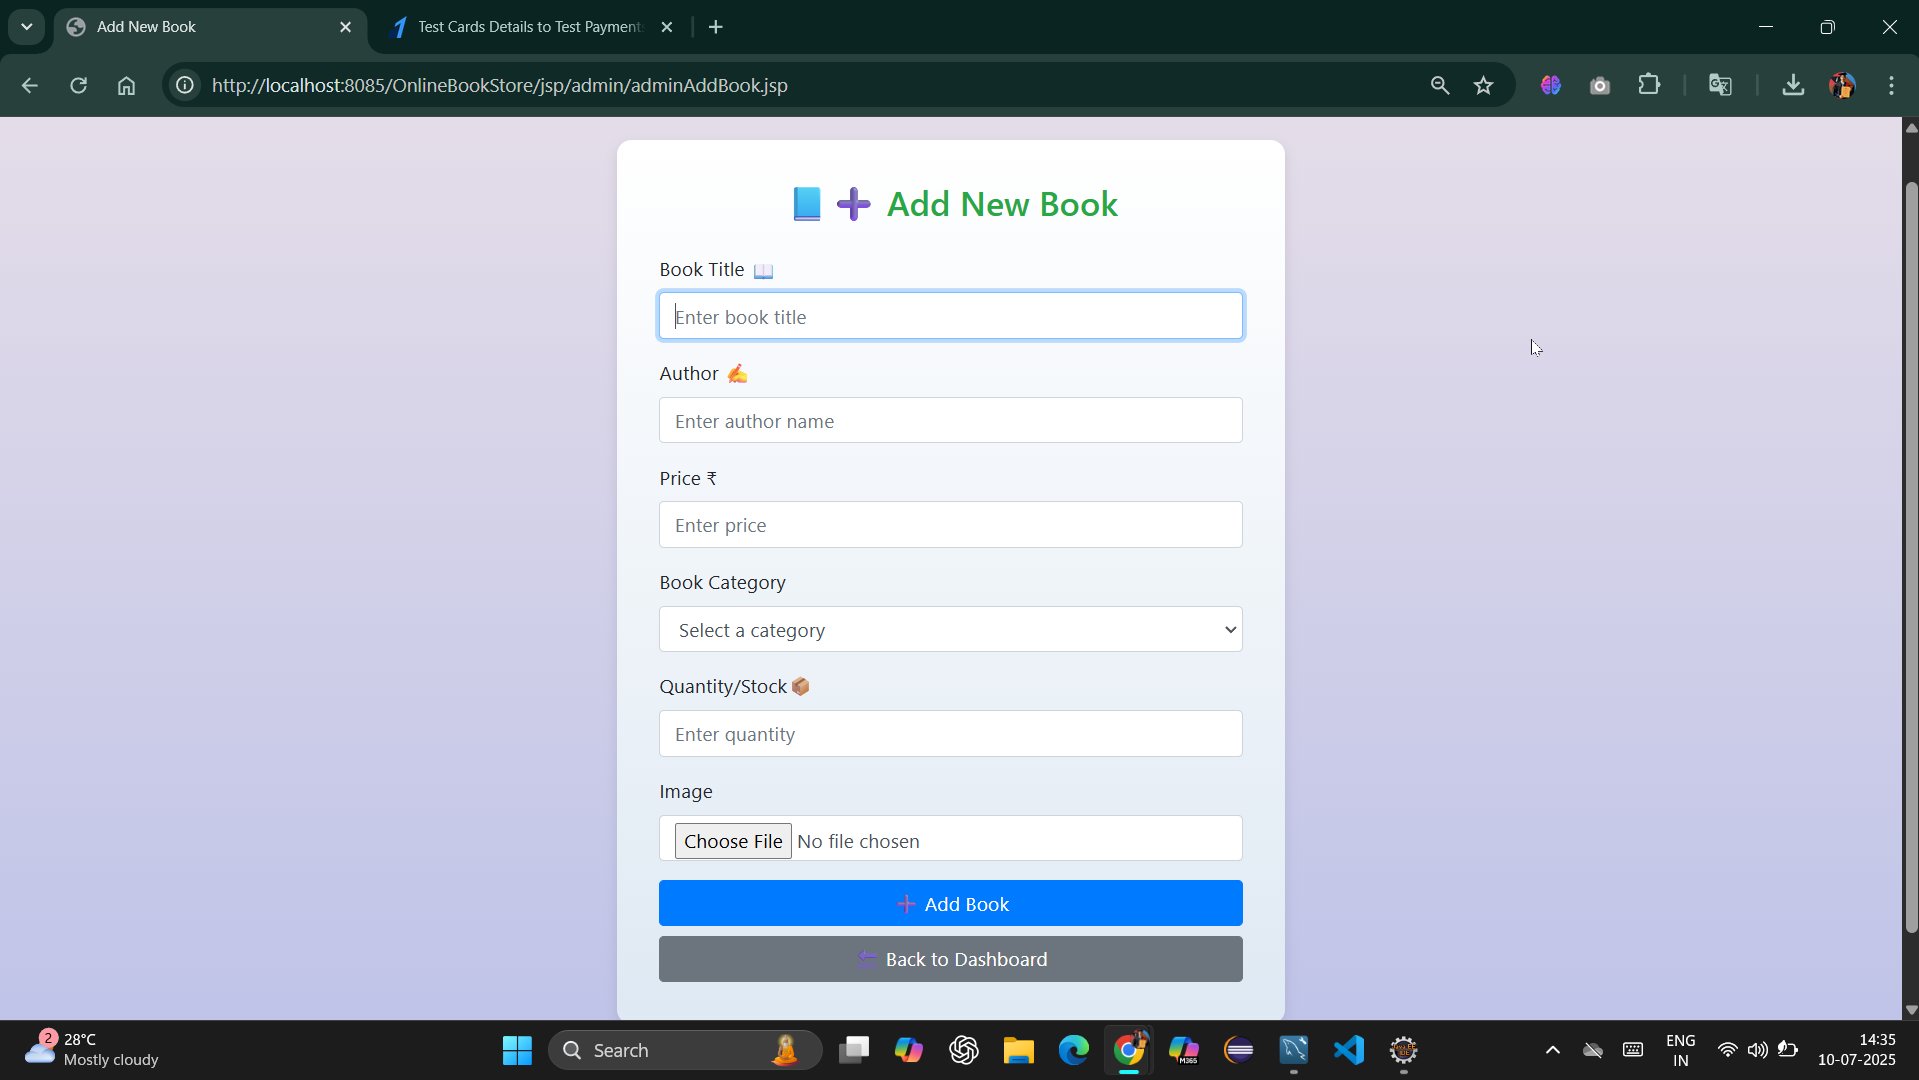 Add New Book
Test Cards Details to Test Payment
http://localhost:8085/OnlineBookStore/jsp/admin/adminAddBook.jsp
Add New Book
Book Title
Enter book title
Author
Enter author name
Price ₹
Enter price
Book Category
Select a category
Quantity/Stock
Enter quantity
Image
Choose File No file chosen
Add Book
Back to Dashboard
2
28°C
Mostly cloudy
Search
M365
ENG
IN
14:35
10-07-2025